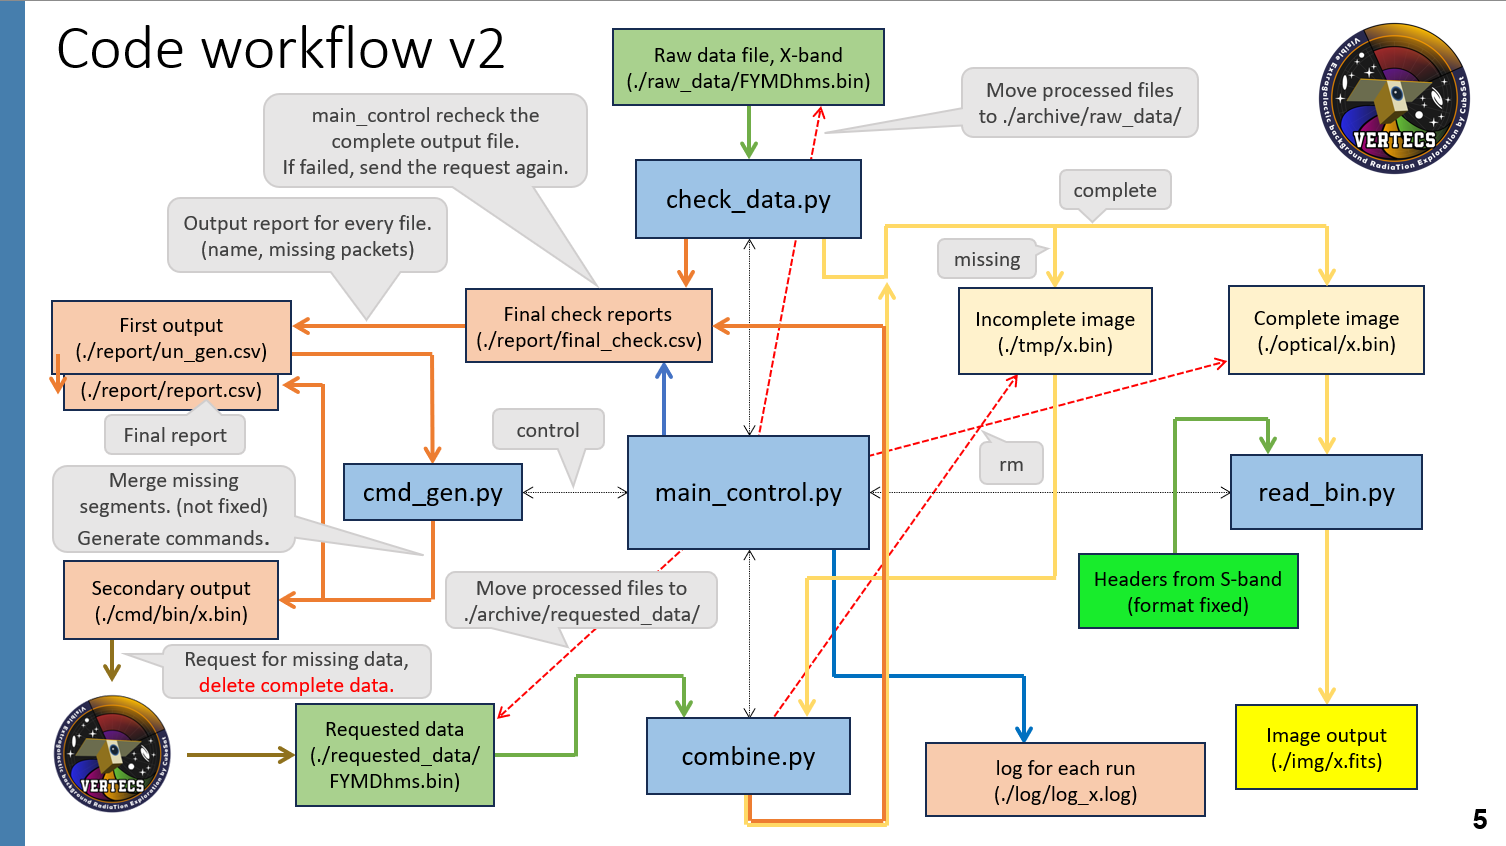 Code workflow v2
Raw data file, X-band
(./raw_data/FYMDhms.bin)
Move processed files
to ./archive/raw_data/
main_control recheck the
complete output file.
If failed, send the request again.
check_data.py
complete
Output report for every file.
(name, missing packets)
missing
First output
(./report/un_gen.csv)
(./report/report.csv)
Final report
Final check reports
(./report/final_check.csv)
Incomplete image
(./tmp/x.bin)
Complete image
(./optical/x.bin)
control
rm
Merge missing
segments. (not fixed)
Generate commands.
cmd_gen.py
main_control.py
read_bin.py
Secondary output
(./cmd/bin/x.bin)
Move processed files to
./archive/requested_data/
Headers from S-band
(format fixed)
Request for missing data,
delete complete data.
Requested data
(./requested_data/
FYMDhms.bin)
combine.py
log for each run
(./log/log_x.log)
Image output
(./img/x.fits)
5
VERTECS
Visible Extragalactic background RadiaTion Exploration by CubeSat
VERTECS
Visible Extragalactic background RadiaTion Exploration by CubeSat